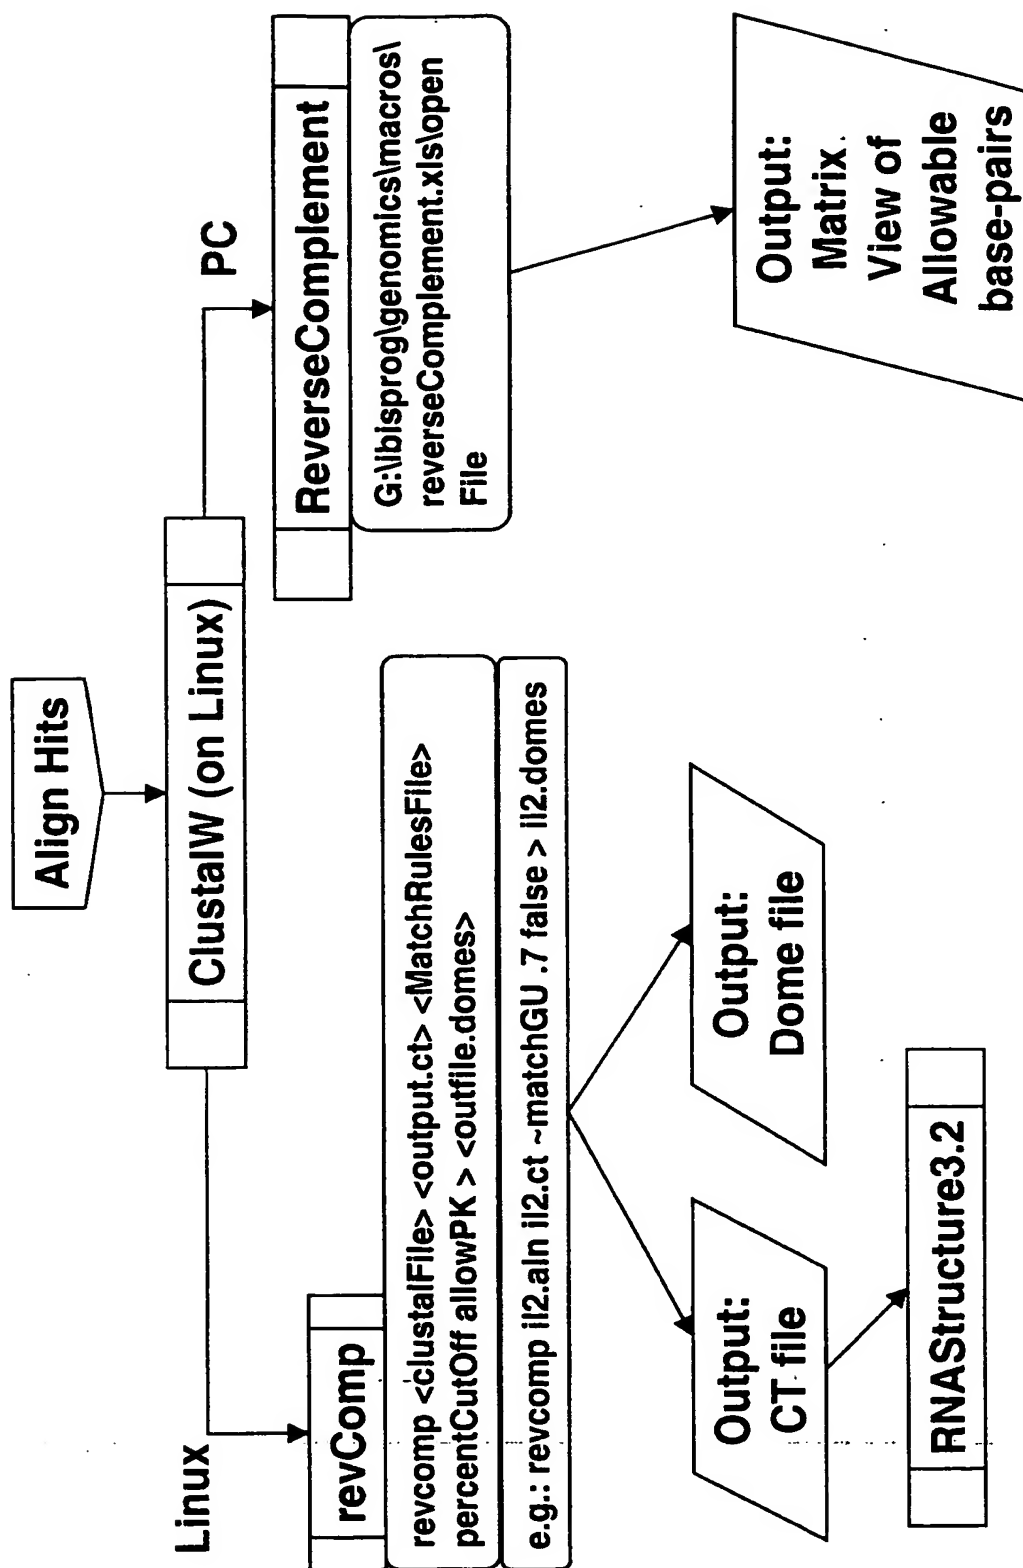 Align Hits
ClustalW (on Linux)
Linux
PC
revComp
revcomp <clustalFile> <output.ct> <MatchRulesFile>
percentCutOff allowPK > <outfile.domes>
e.g.: revcomp il2.aln il2.ct ~matchGU .7 false > il2.domes
Output:
CT file
Output:
Dome file
RNAStructure3.2
ReverseComplement
G:\Ibisprog\genomics\macros\
reverseComplement.xls\open
File
Output:
Matrix
View of
Allowable
base-pairs